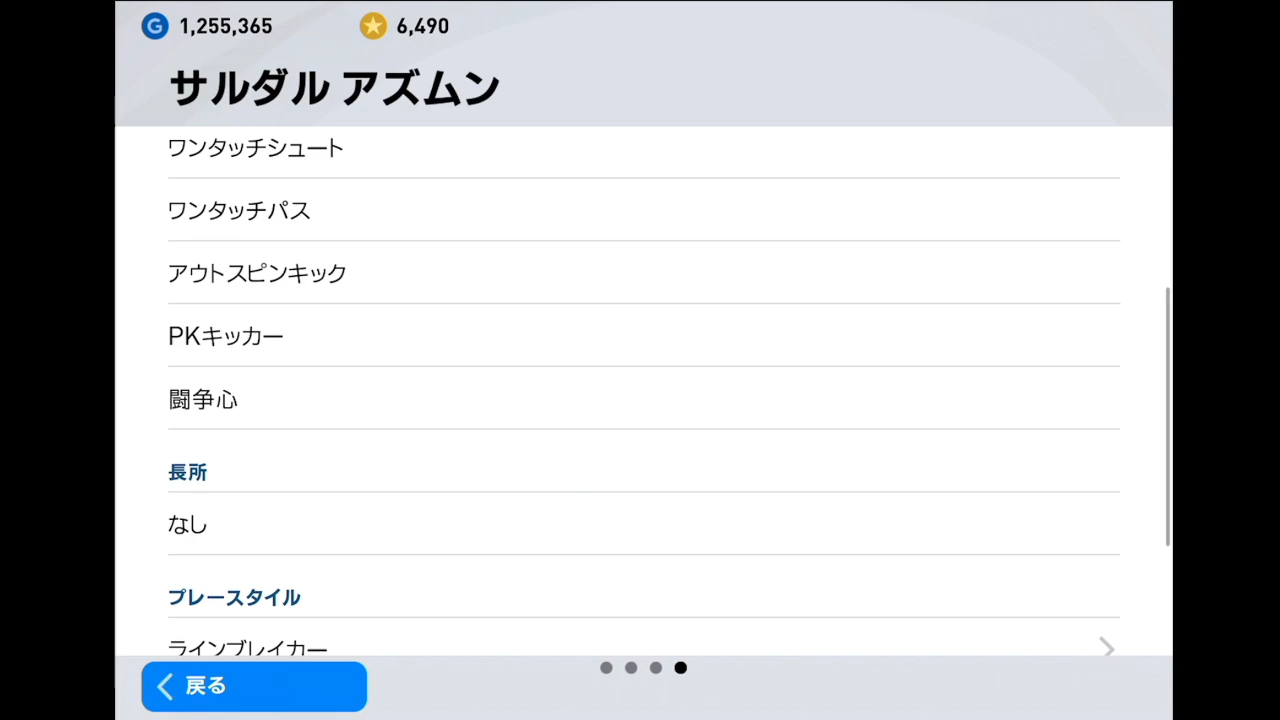 G 1,255,365 6,490
サルダル アズムン
ワンタッチシュート
ワンタッチパス
アウトスピンキック
PKキッカー
闘争心
長所
なし
プレースタイル
ラインブレイカー
戻る